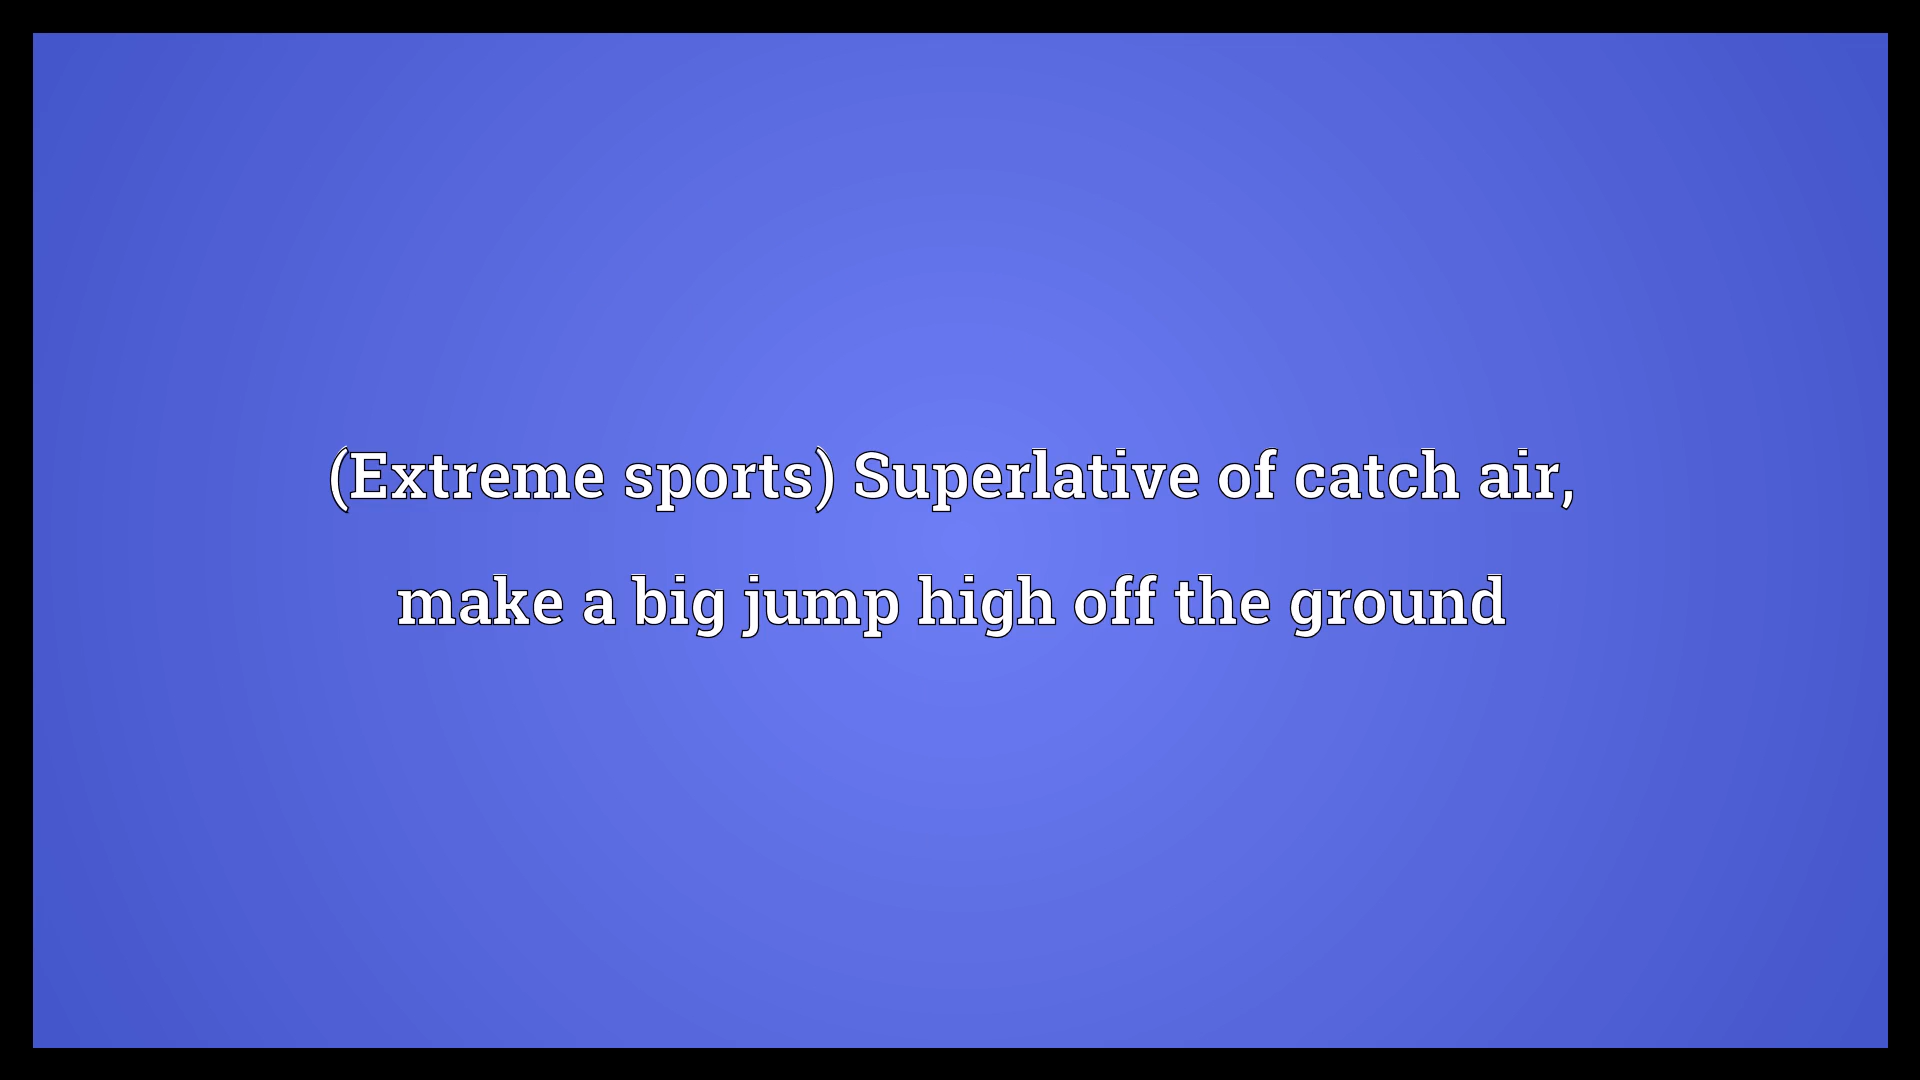 (Extreme sports) Superlative of catch air,
make a big jump high off the ground